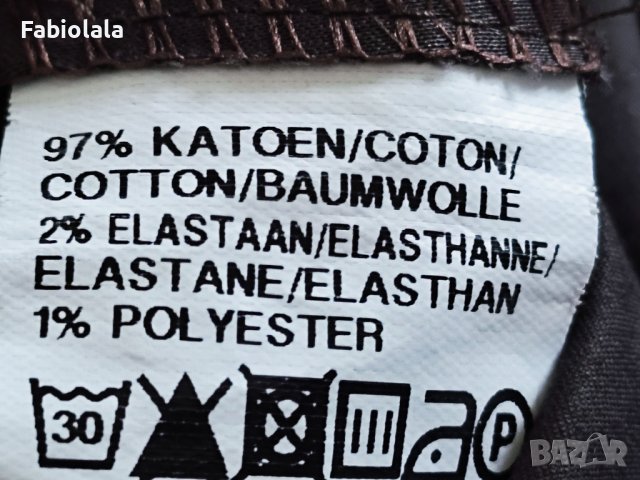 Fabiolala
97% KATOEN/COTON/
COTTON/BAUMWOLLE
2% ELASTAAN/ELASTHANNE/
ELASTANE/ELASTHAN
1% POLYESTER
30 P
BAZAR